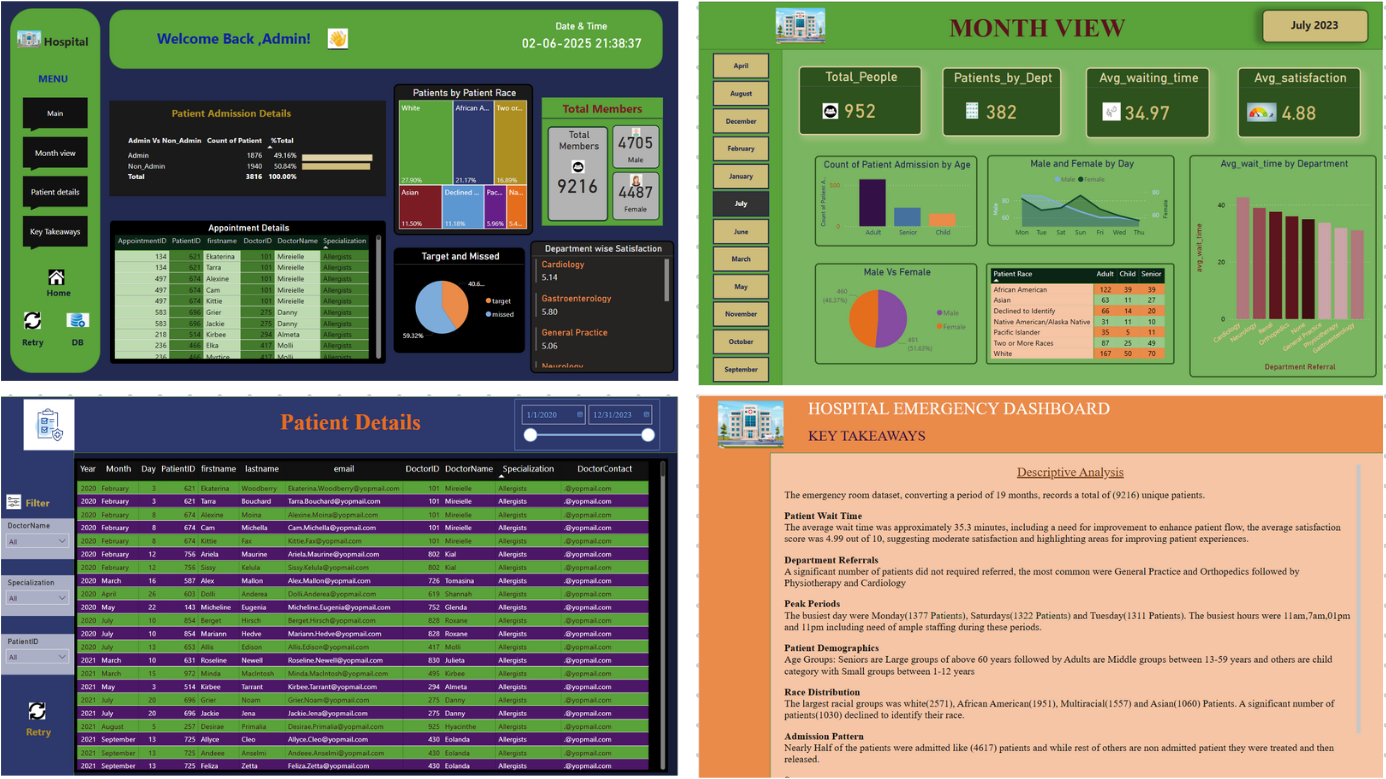 Hospital
MENU
Main
Month view
Patient details
Key Takeaways
Home
Retry
DB
Welcome Back ,Admin!
Date & Time
02-06-2025 21:38:37
Patient Admission Details
Admin Vs Non_Admin Count of Patient %Total
Admin 1876 49.16%
Non_Admin 1940 50.84%
Total 3816 100.00%
Patients by Patient Race
White
27.90%
African A...
21.17%
Two or...
16.89%
Asian
11.50%
Declined ...
11.18%
Pac...
5.96%
Na...
5.4...
Total Members
Total Members
9216
4705
Male
4487
Female
Appointment Details
AppointmentID PatientID firstname DoctorID DoctorName Specialization
134 621 Ekaterina 101 Mireielle Allergists
134 621 Tarra 101 Mireielle Allergists
497 674 Alexine 101 Mireielle Allergists
497 674 Cam 101 Mireielle Allergists
497 674 Kittie 101 Mireielle Allergists
583 696 Grier 275 Danny Allergists
583 696 Jackie 275 Danny Allergists
218 514 Kirbee 294 Almeta Allergists
236 466 Elka 417 Molli Allergists
236 466 Myrtice 417 Molli Allergists
Target and Missed
40.6...
59.32%
target
missed
Department wise Satisfaction
Cardiology
5.14
Gastroenterology
5.80
General Practice
5.06
Neurology
MONTH VIEW
July 2023
April
August
December
February
January
July
June
March
May
November
October
September
Total_People
952
Patients_by_Dept
382
Avg_waiting_time
34.97
Avg_satisfaction
4.88
Count of Patient Admission by Age
Count of Patient A...
500
0
Adult Senior Child
Male and Female by Day
Male Female
Male
80
60
80
60
Female
Mon Tue Sat Sun Fri Wed Thu
Avg_wait_time by Department
avg_wait_time
40
20
0
Cardiology
Neurology
Renal
Orthopedics
None
General Practice
Physiotherapy
Gastroenterology
Department Referral
Male Vs Female
460
(48.37%)
491
(51.63%)
Male
Female
Patient Race Adult Child Senior
African American 122 39 39
Asian 63 11 27
Declined to Identify 66 14 20
Native American/Alaska Native 31 11 10
Pacific Islander 35 5 11
Two or More Races 87 25 49
White 167 50 70
Patient Details
1/1/2020
12/31/2023
Filter
DoctorName
All
Specialization
All
PatientID
All
Retry
Year Month Day PatientID firstname lastname email DoctorID DoctorName Specialization DoctorContact
2020 February 3 621 Ekaterina Woodberry Ekaterina.Woodberry@yopmail.com 101 Mireielle Allergists .@yopmail.com
2020 February 3 621 Tarra Bouchard Tarra.Bouchard@yopmail.com 101 Mireielle Allergists .@yopmail.com
2020 February 8 674 Alexine Moina Alexine.Moina@yopmail.com 101 Mireielle Allergists .@yopmail.com
2020 February 8 674 Cam Michella Cam.Michella@yopmail.com 101 Mireielle Allergists .@yopmail.com
2020 February 8 674 Kittie Fax Kittie.Fax@yopmail.com 101 Mireielle Allergists .@yopmail.com
2020 February 12 756 Ariela Maurine Ariela.Maurine@yopmail.com 802 Kial Allergists .@yopmail.com
2020 February 12 756 Sissy Kelula Sissy.Kelula@yopmail.com 802 Kial Allergists .@yopmail.com
2020 March 16 587 Alex Mallon Alex.Mallon@yopmail.com 726 Tomasina Allergists .@yopmail.com
2020 April 26 603 Dolli Anderea Dolli.Anderea@yopmail.com 619 Shannah Allergists .@yopmail.com
2020 May 22 143 Micheline Eugenia Micheline.Eugenia@yopmail.com 752 Glenda Allergists .@yopmail.com
2020 July 10 854 Berget Hirsch Berget.Hirsch@yopmail.com 828 Roxane Allergists .@yopmail.com
2020 July 10 854 Mariann Hedve Mariann.Hedve@yopmail.com 828 Roxane Allergists .@yopmail.com
2020 July 13 653 Allis Edison Allis.Edison@yopmail.com 417 Molli Allergists .@yopmail.com
2021 March 10 631 Roseline Newell Roseline.Newell@yopmail.com 830 Julieta Allergists .@yopmail.com
2021 March 15 972 Minda MacIntosh Minda.MacIntosh@yopmail.com 495 Kirbee Allergists .@yopmail.com
2021 May 3 514 Kirbee Tarrant Kirbee.Tarrant@yopmail.com 294 Almeta Allergists .@yopmail.com
2021 July 20 696 Grier Noam Grier.Noam@yopmail.com 275 Danny Allergists .@yopmail.com
2021 July 20 696 Jackie Jena Jackie.Jena@yopmail.com 275 Danny Allergists .@yopmail.com
2021 August 5 257 Desirae Primalia Desirae.Primalia@yopmail.com 925 Hyacinthe Allergists .@yopmail.com
2021 September 13 725 Allyce Cleo Allyce.Cleo@yopmail.com 430 Eolanda Allergists .@yopmail.com
2021 September 13 725 Andeee Anselmi Andeee.Anselmi@yopmail.com 430 Eolanda Allergists .@yopmail.com
2021 September 13 725 Feliza Zetta Feliza.Zetta@yopmail.com 430 Eolanda Allergists .@yopmail.com
HOSPITAL EMERGENCY DASHBOARD
KEY TAKEAWAYS
Descriptive Analysis
The emergency room dataset, converting a period of 19 months, records a total of (9216) unique patients.
Patient Wait Time
The average wait time was approximately 35.3 minutes, including a need for improvement to enhance patient flow, the average satisfaction
score was 4.99 out of 10, suggesting moderate satisfaction and highlighting areas for improving patient experiences.
Department Referrals
A significant number of patients did not required referred, the most common were General Practice and Orthopedics followed by
Physiotherapy and Cardiology
Peak Periods
The busiest day were Monday(1377 Patients), Saturdays(1322 Patients) and Tuesday(1311 Patients). The busiest hours were 11am,7am,01pm
and 11pm including need of ample staffing during these periods.
Patient Demographics
Age Groups: Seniors are Large groups of above 60 years followed by Adults are Middle groups between 13-59 years and others are child
category with Small groups between 1-12 years
Race Distribution
The largest racial groups was white(2571), African American(1951), Multiracial(1557) and Asian(1060) Patients. A significant number of
patients(1030) declined to identify their race.
Admission Pattern
Nearly Half of the patients were admitted like (4617) patients and while rest of others are non admitted patient they were treated and then
released.